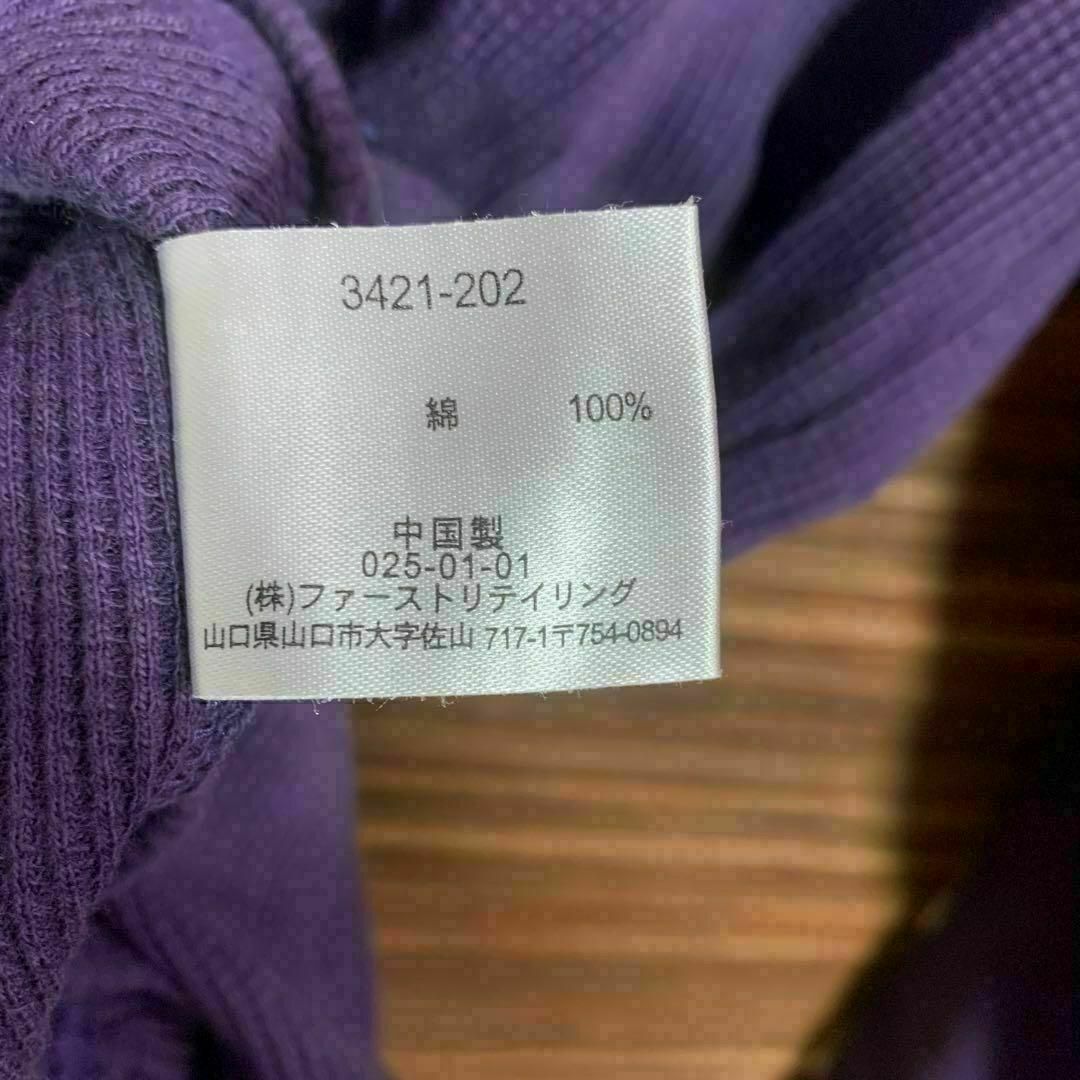 3421-202
綿 100%
中国製
025-01-01
(株)ファーストリテイリング
山口県山口市大字佐山 717-1〒754-0894